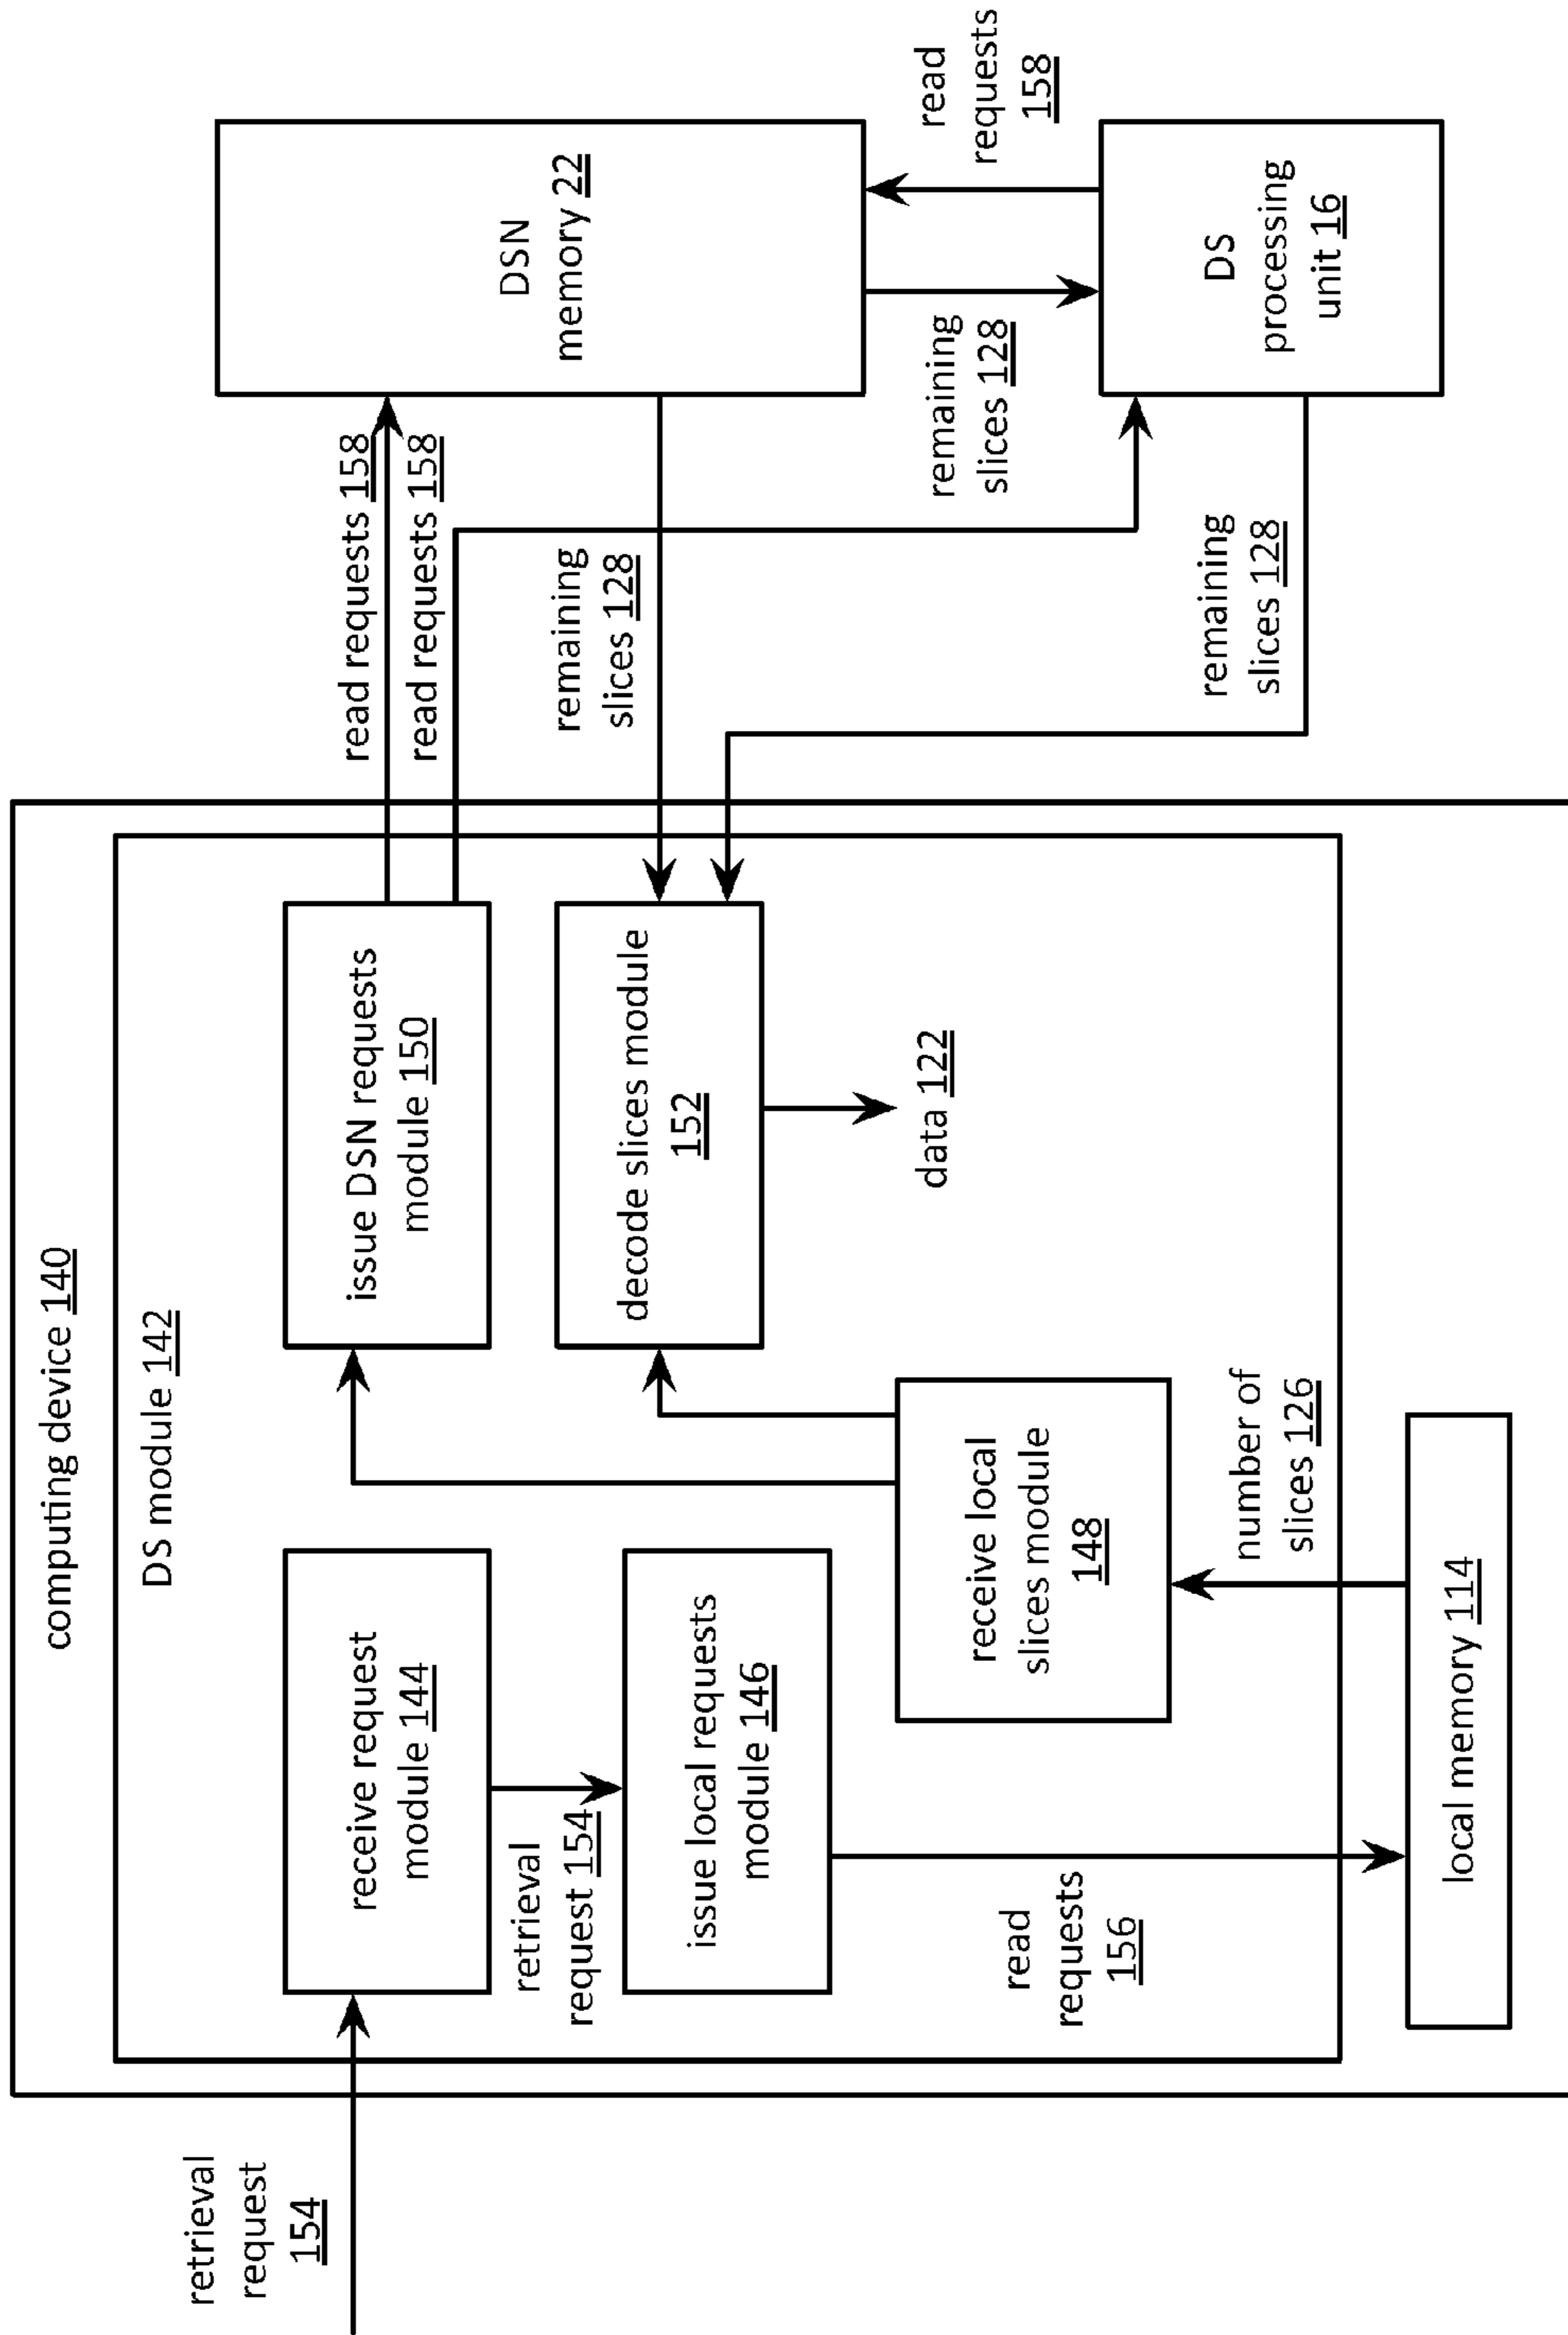 computing device 140
DS module 142
retrieval
request
154
receive request
module 144
retrieval
request 154
issue local requests
module 146
read
requests
156
local memory 114
number of
slices 126
receive local
slices module
148
issue DSN requests
module 150
decode slices module
152
data 122
read requests 158
read requests 158
remaining
slices 128
DSN
memory 22
remaining
slices 128
read
requests
158
remaining
slices 128
DS
processing
unit 16